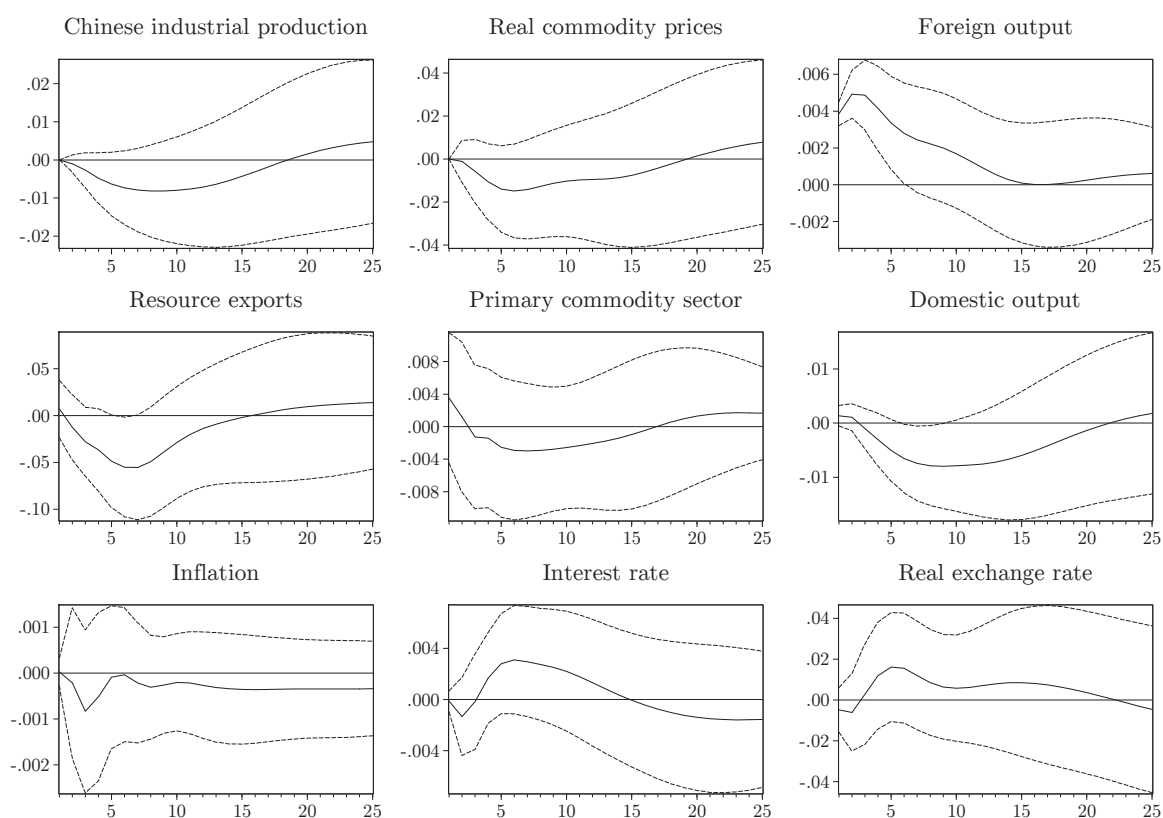 Chinese industrial production
Real commodity prices
Foreign output
.02
.01
.00
-.01
-.02
5 10 15 20 25
.04
.02
.00
-.02
-.04
5 10 15 20 25
.006
.004
.002
.000
-.002
5 10 15 20 25
Resource exports
Primary commodity sector
Domestic output
.05
.00
-.05
-.10
5 10 15 20 25
.008
.004
.000
-.004
-.008
5 10 15 20 25
.01
.00
-.01
5 10 15 20 25
Inflation
Interest rate
Real exchange rate
.001
.000
-.001
-.002
5 10 15 20 25
.004
.000
-.004
5 10 15 20 25
.04
.02
.00
-.02
-.04
5 10 15 20 25